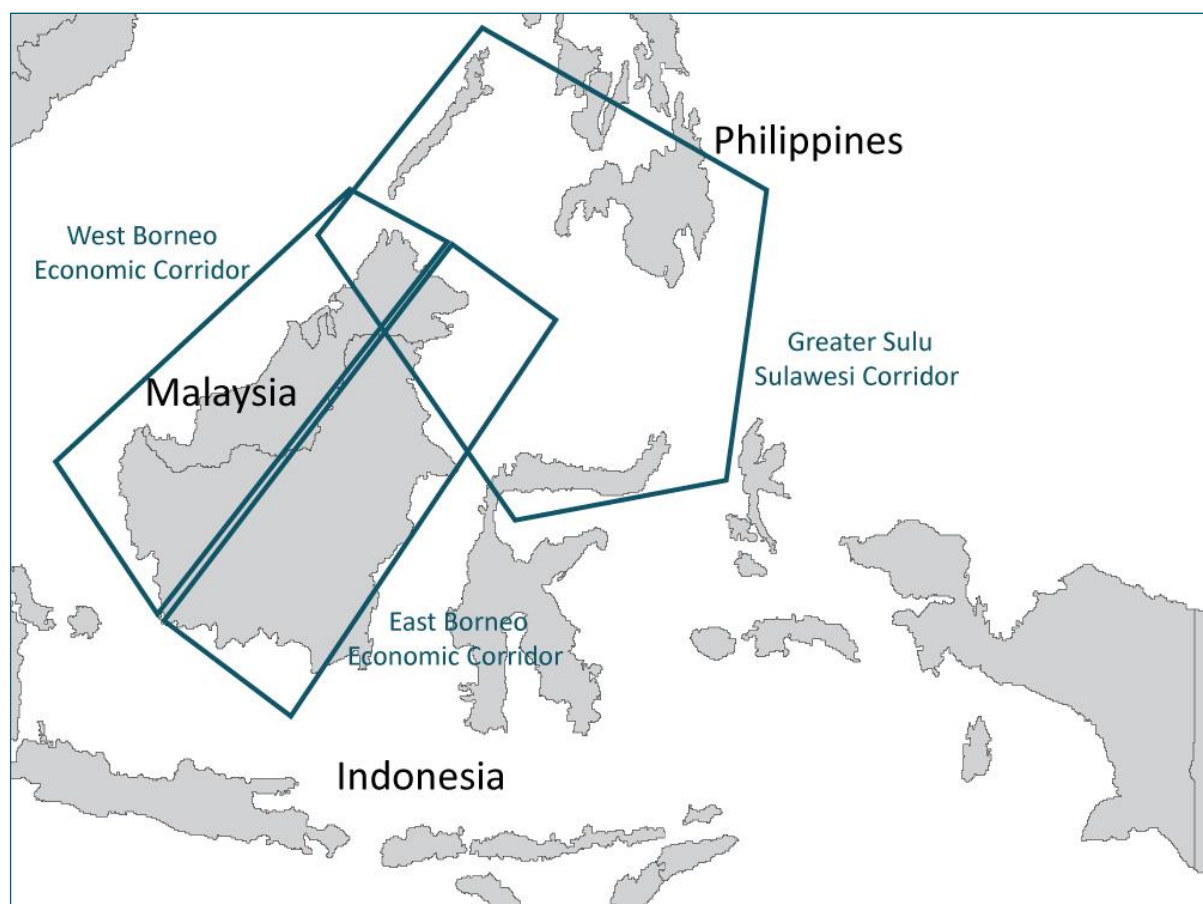 Philippines
West Borneo
Economic Corridor
Greater Sulu
Sulawesi Corridor
Malaysia
East Borneo
Economic Corridor
Indonesia